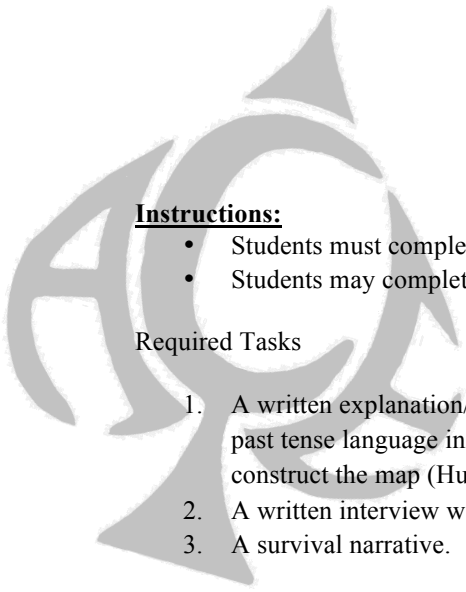 Instructions:
• Students must comple
• Students may complet
Required Tasks
1. A written explanation/
past tense language in
construct the map (Hu
2. A written interview w
3. A survival narrative.